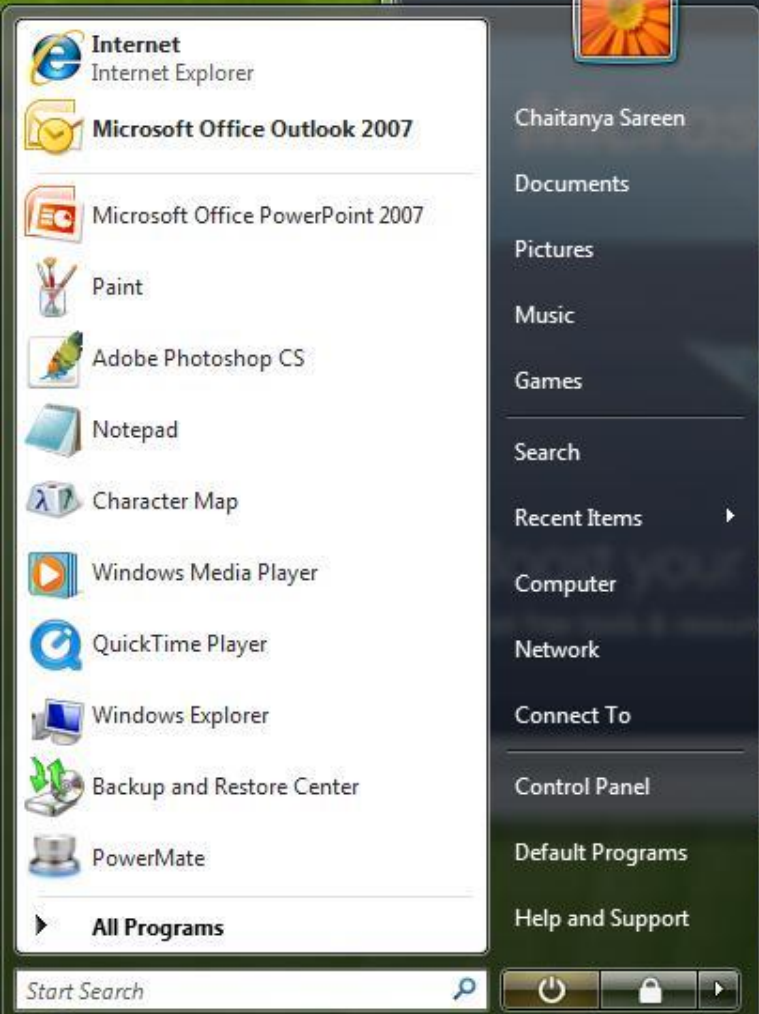 Internet
Internet Explorer
Microsoft Office Outlook 2007
Microsoft Office PowerPoint 2007
Paint
Adobe Photoshop CS
Notepad
Character Map
Windows Media Player
QuickTime Player
Windows Explorer
Backup and Restore Center
PowerMate
All Programs
Start Search
Chaitanya Sareen
Documents
Pictures
Music
Games
Search
Recent Items
Computer
Network
Connect To
Control Panel
Default Programs
Help and Support
your